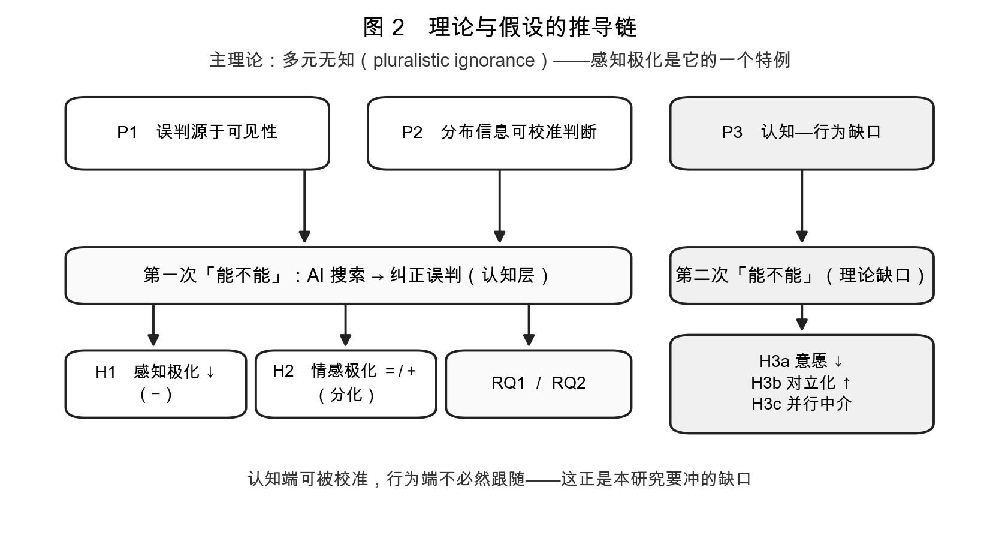 图 2　理论与假设的推导链
主理论：多元无知（pluralistic ignorance）——感知极化是它的一个特例
P1　误判源于可见性
P2　分布信息可校准判断
P3　认知—行为缺口
第一次「能不能」：AI 搜索→纠正误判（认知层）
第二次「能不能」（理论缺口）
H1　感知极化 ↓
（−）
H2　情感极化 =/+
（分化）
RQ1 / RQ2
H3a 意愿 ↓
H3b 对立化 ↑
H3c 并行中介
认知端可被校准，行为端不必然跟随——这正是本研究要冲的缺口